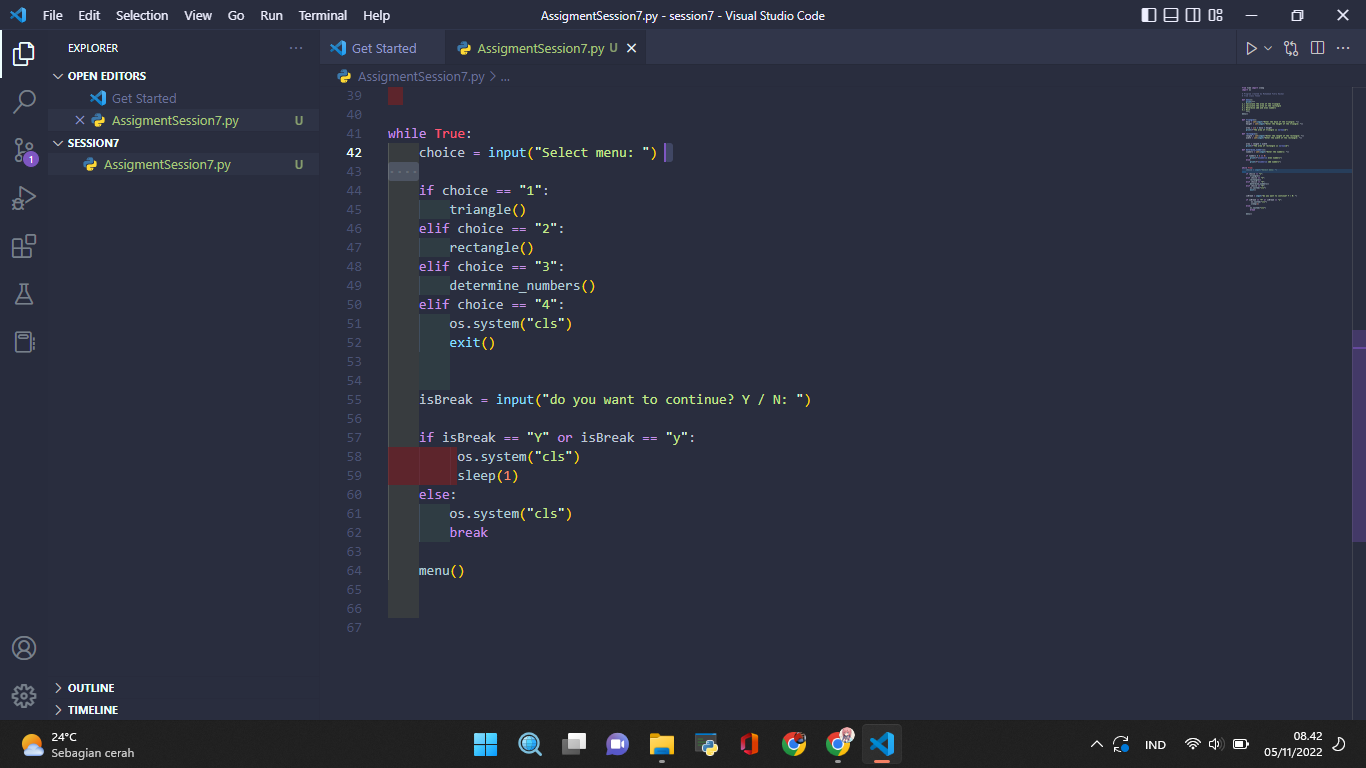 File Edit Selection View Go Run Terminal Help AssigmentSession7.py - session7 - Visual Studio Code
EXPLORER
OPEN EDITORS
Get Started
AssigmentSession7.py U
SESSION7
AssigmentSession7.py U
OUTLINE
TIMELINE
1
Get Started AssigmentSession7.py U
AssigmentSession7.py > ...
39
40
41 while True:
42     choice = input("Select menu: ")
43 ····
44     if choice == "1":
45         triangle()
46     elif choice == "2":
47         rectangle()
48     elif choice == "3":
49         determine_numbers()
50     elif choice == "4":
51         os.system("cls")
52         exit()
53
54
55     isBreak = input("do you want to continue? Y / N: ")
56
57     if isBreak == "Y" or isBreak == "y":
58          os.system("cls")
59          sleep(1)
60     else:
61         os.system("cls")
62         break
63
64     menu()
65
66
67
24°C
Sebagian cerah
IND
08.42
05/11/2022